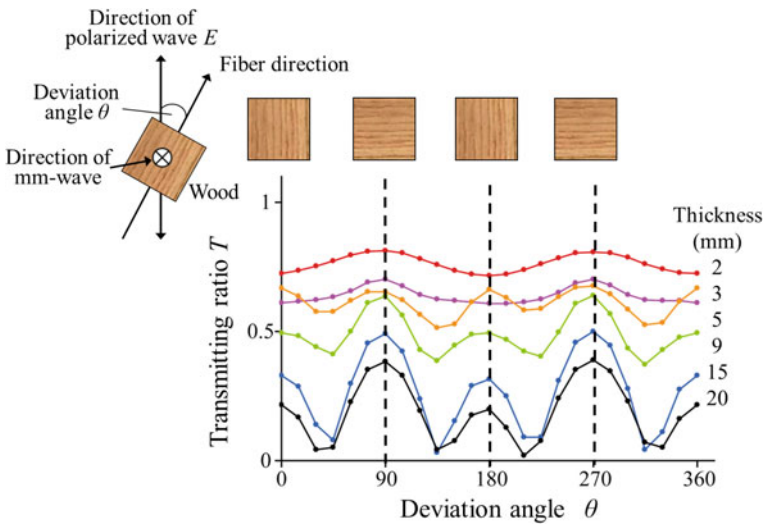 Direction of
polarized wave E
Fiber direction
Deviation
angle θ
Direction of
mm-wave
Wood
Thickness
(mm)
2
3
5
9
15
20
Transmitting ratio T
1
0.5
0
0
90
180
270
360
Deviation angle θ